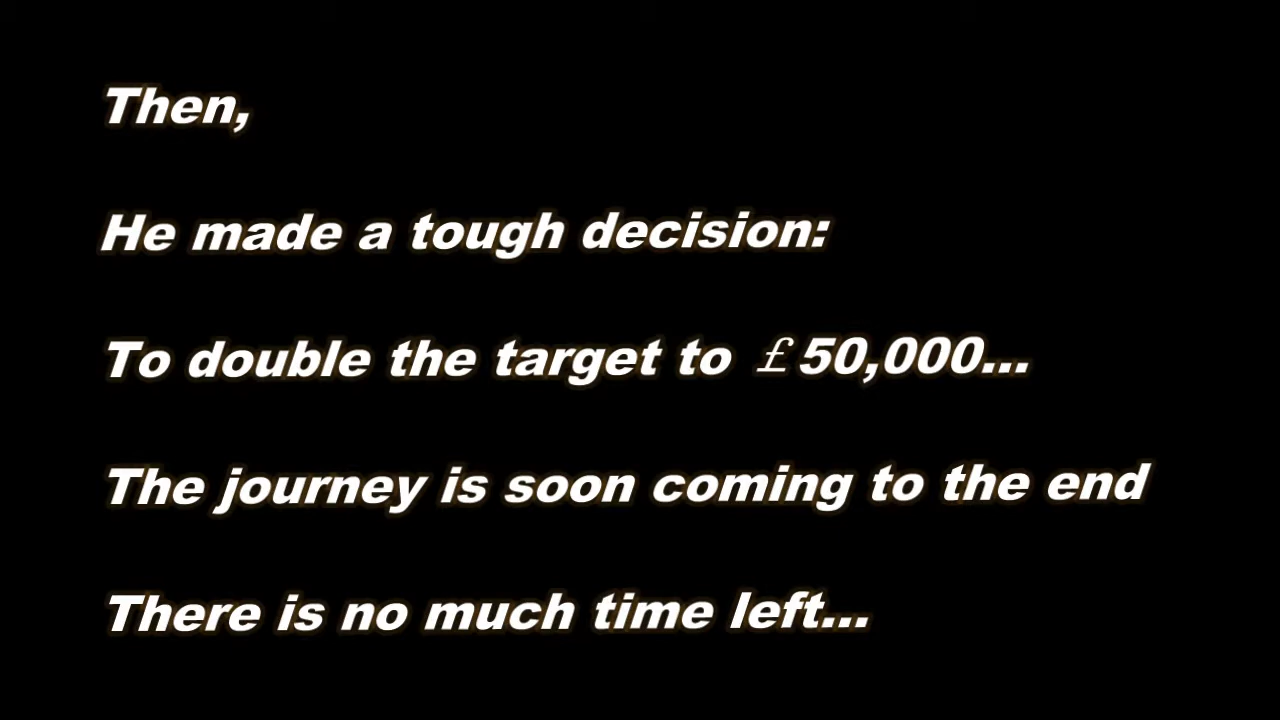 Then,
He made a tough decision:
To double the target to £50,000...
The journey is soon coming to the end
There is no much time left...